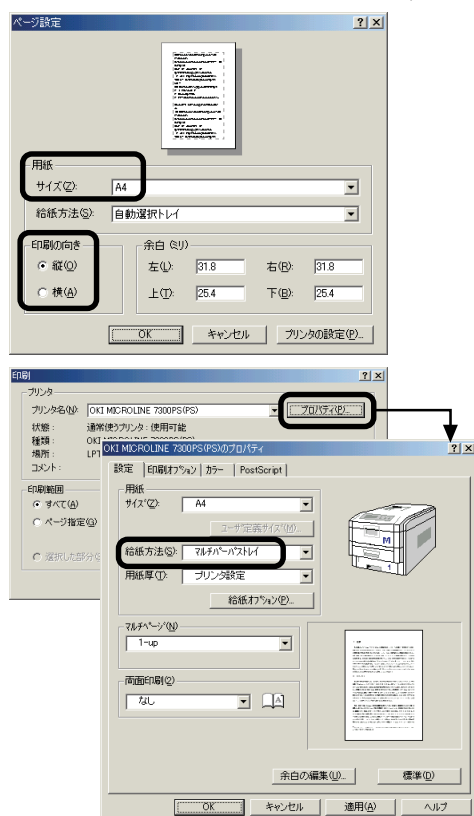 ページ設定
用紙
サイズ(Z): A4
給紙方法(S): 自動選択トレイ
印刷の向き
縦(O)
横(A)
余白 (ミリ)
左(L): 31.8 右(R): 31.8
上(T): 25.4 下(B): 25.4
OK キャンセル プリンタの設定(P)...
印刷
プリンタ
プリンタ名(N): OKI MICROLINE 7300PS(PS) プロパティ(P)...
状態: 通常使うプリンタ : 使用可能
種類: OKI MICROLINE 7300PS(PS)
場所: LPT
コメント:
印刷範囲
すべて(A)
ページ指定(G)
選択した部分(S)
OKI MICROLINE 7300PS(PS)のプロパティ
設定 印刷オプション カラー PostScript
用紙
サイズ(Z): A4
ユーザ定義サイズ(M)...
給紙方法(S): マルチパーパストレイ
用紙厚(T): プリンタ設定
給紙オプション(P)...
マルチページ(N)
1-up
両面印刷(2)
なし
A
M
1
余白の編集(U)... 標準(D)
OK キャンセル 適用(A) ヘルプ